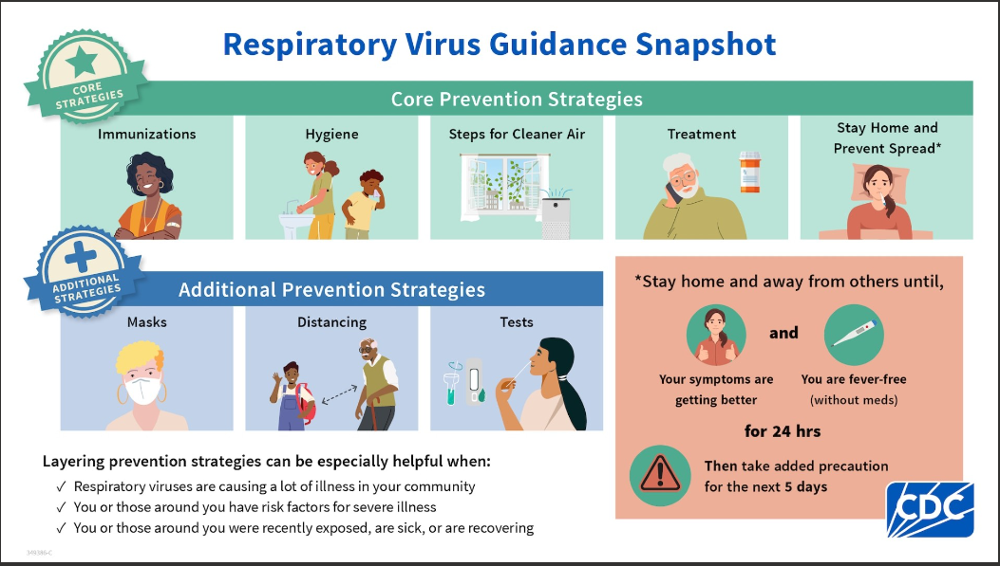 Respiratory Virus Guidance Snapshot
CORE
STRATEGIES
Core Prevention Strategies
Immunizations
Hygiene
Steps for Cleaner Air
Treatment
Stay Home and
Prevent Spread*
ADDITIONAL
STRATEGIES
Additional Prevention Strategies
Masks
Distancing
Tests
*Stay home and away from others until,
Your symptoms are
getting better
and
You are fever-free
(without meds)
for 24 hrs
Then take added precaution
for the next 5 days
Layering prevention strategies can be especially helpful when:
✓ Respiratory viruses are causing a lot of illness in your community
✓ You or those around you have risk factors for severe illness
✓ You or those around you were recently exposed, are sick, or are recovering
CDC
349386-C